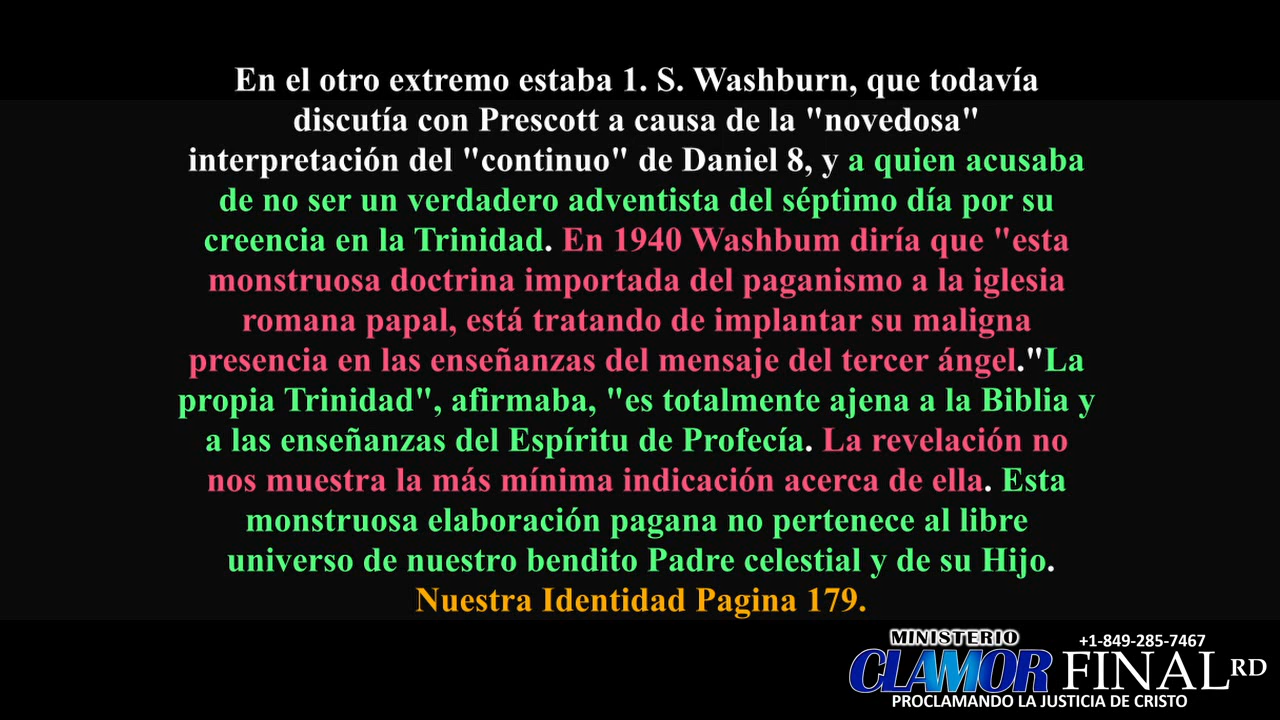 En el otro extremo estaba 1. S. Washburn, que todavía
discutía con Prescott a causa de la "novedosa"
interpretación del "continuo" de Daniel 8, y a quien acusaba
de no ser un verdadero adventista del séptimo día por su
creencia en la Trinidad. En 1940 Washbum diría que "esta
monstruosa doctrina importada del paganismo a la iglesia
romana papal, está tratando de implantar su maligna
presencia en las enseñanzas del mensaje del tercer ángel."La
propia Trinidad", afirmaba, "es totalmente ajena a la Biblia y
a las enseñanzas del Espíritu de Profecía. La revelación no
nos muestra la más mínima indicación acerca de ella. Esta
monstruosa elaboración pagana no pertenece al libre
universo de nuestro bendito Padre celestial y de su Hijo.
Nuestra Identidad Pagina 179.
MINISTERIO
+1-849-285-7467
CLAMOR FINAL RD
PROCLAMANDO LA JUSTICIA DE CRISTO